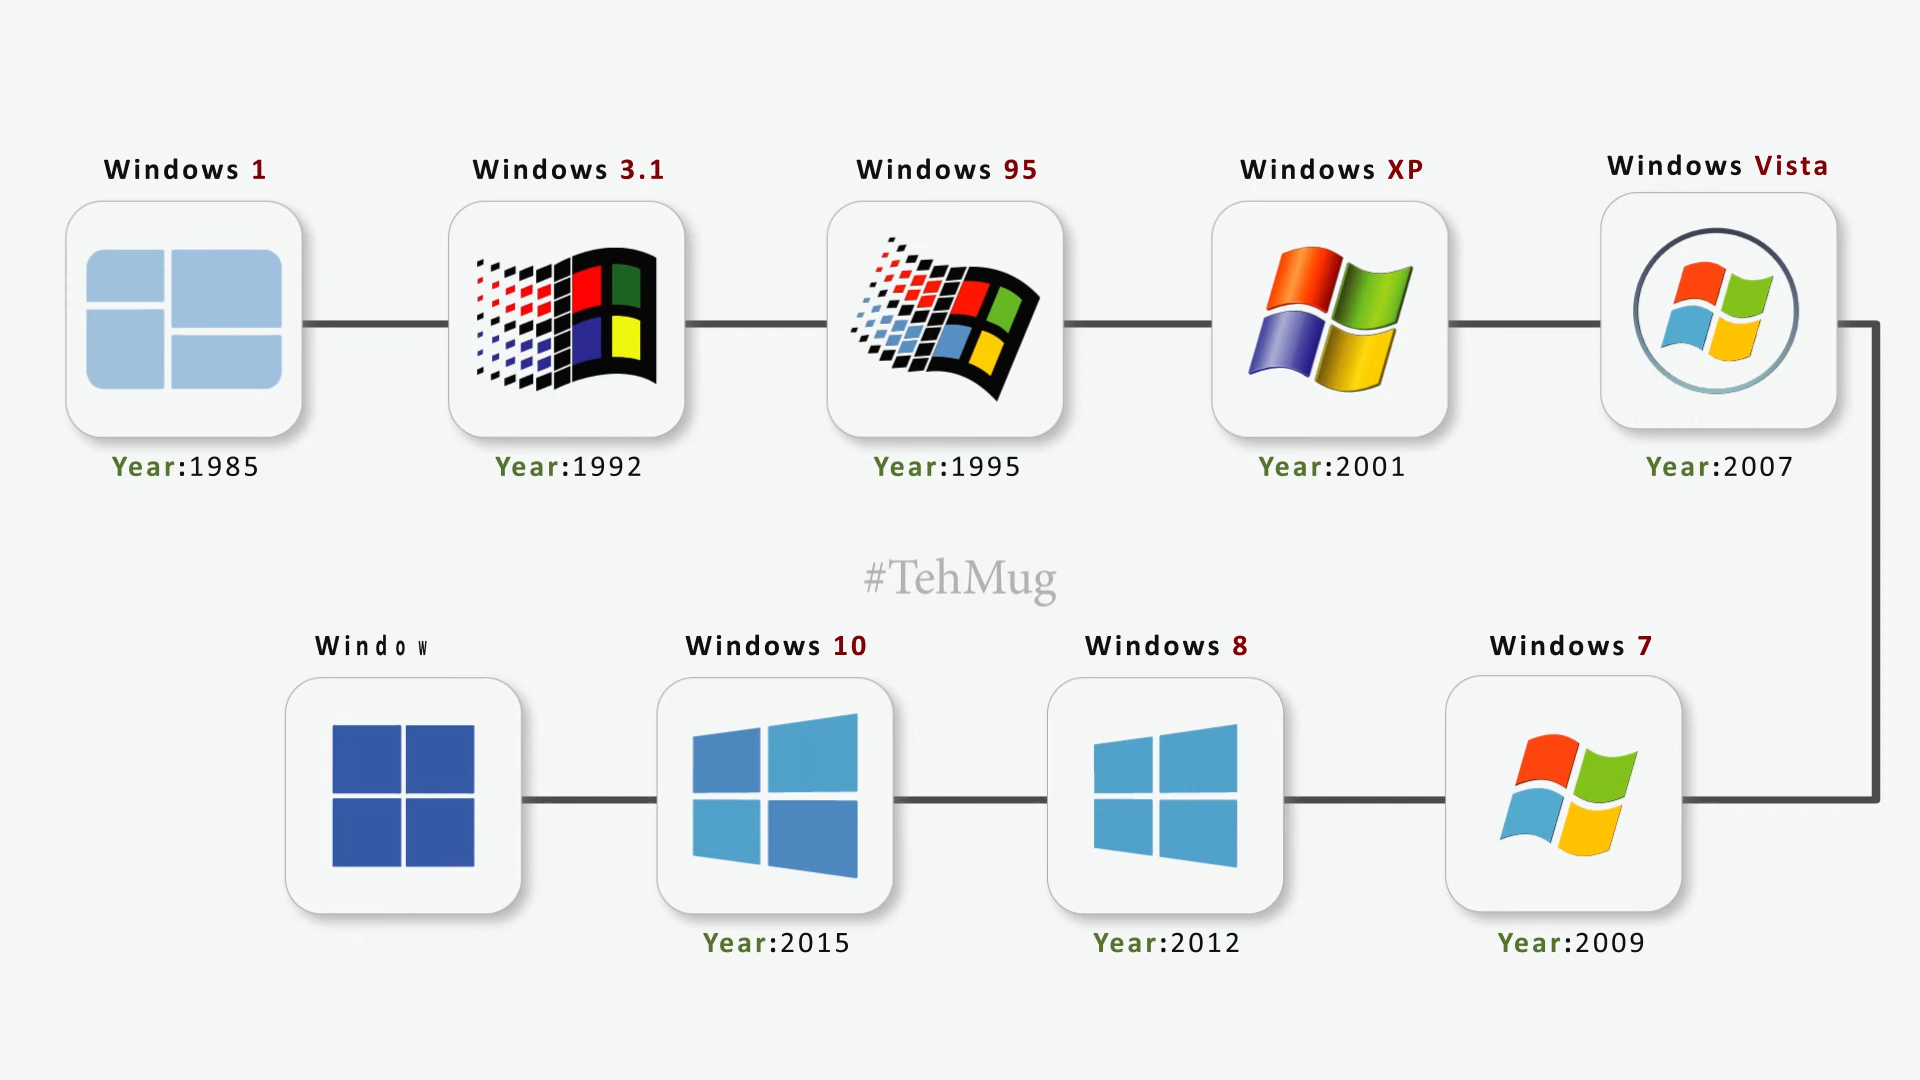 Windows 1
Windows 3.1
Windows 95
Windows XP
Windows Vista
Year:1985
Year:1992
Year:1995
Year:2001
Year:2007
#TehMug
Window
Windows 10
Windows 8
Windows 7
Year:2015
Year:2012
Year:2009